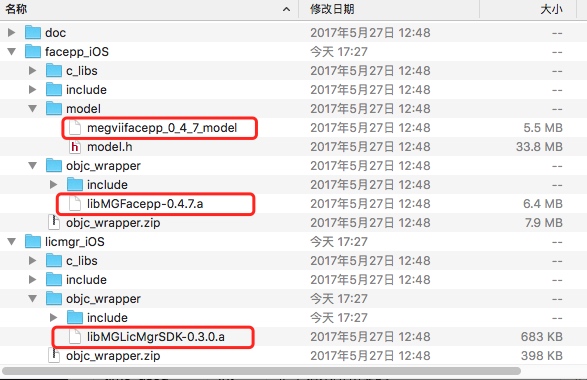 名称 修改日期 大小
doc 2017年5月27日 12:48 --
facepp_iOS 今天 17:27 --
c_libs 2017年5月27日 12:48 --
include 2017年5月27日 12:48 --
model 2017年5月27日 12:48 --
megviifacepp_0_4_7_model 2017年5月27日 12:48 5.5 MB
h model.h 2017年5月27日 12:48 33.8 MB
objc_wrapper 2017年5月27日 12:48 --
include 2017年5月27日 12:48 --
libMGFacepp-0.4.7.a 2017年5月27日 12:48 6.4 MB
objc_wrapper.zip 2017年5月27日 12:48 7.9 MB
licmgr_iOS 今天 17:27 --
c_libs 2017年5月27日 12:48 --
include 2017年5月27日 12:48 --
objc_wrapper 今天 17:27 --
include 今天 17:27 --
libMGLicMgrSDK-0.3.0.a 2017年5月27日 12:48 683 KB
objc_wrapper.zip 2017年5月27日 12:48 398 KB